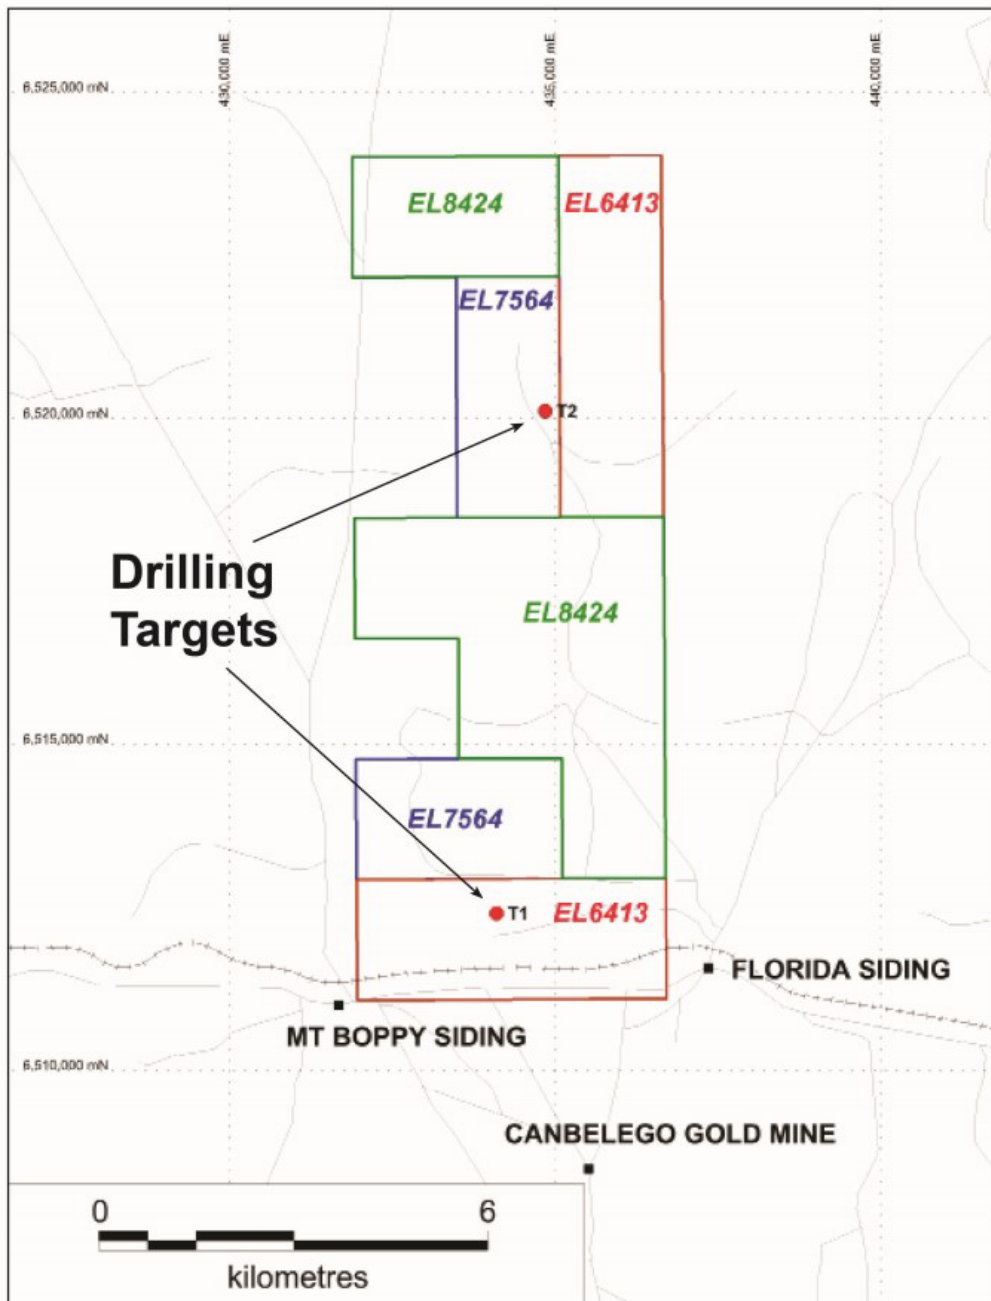 430,000 mE
435,000 mE
440,000 mE
6,525,000 mN
EL8424
EL6413
EL7564
6,520,000 mN
T2
Drilling
Targets
EL8424
6,515,000 mN
EL7564
T1
EL6413
FLORIDA SIDING
MT BOPPY SIDING
6,510,000 mN
CANBELEGO GOLD MINE
0
6
kilometres